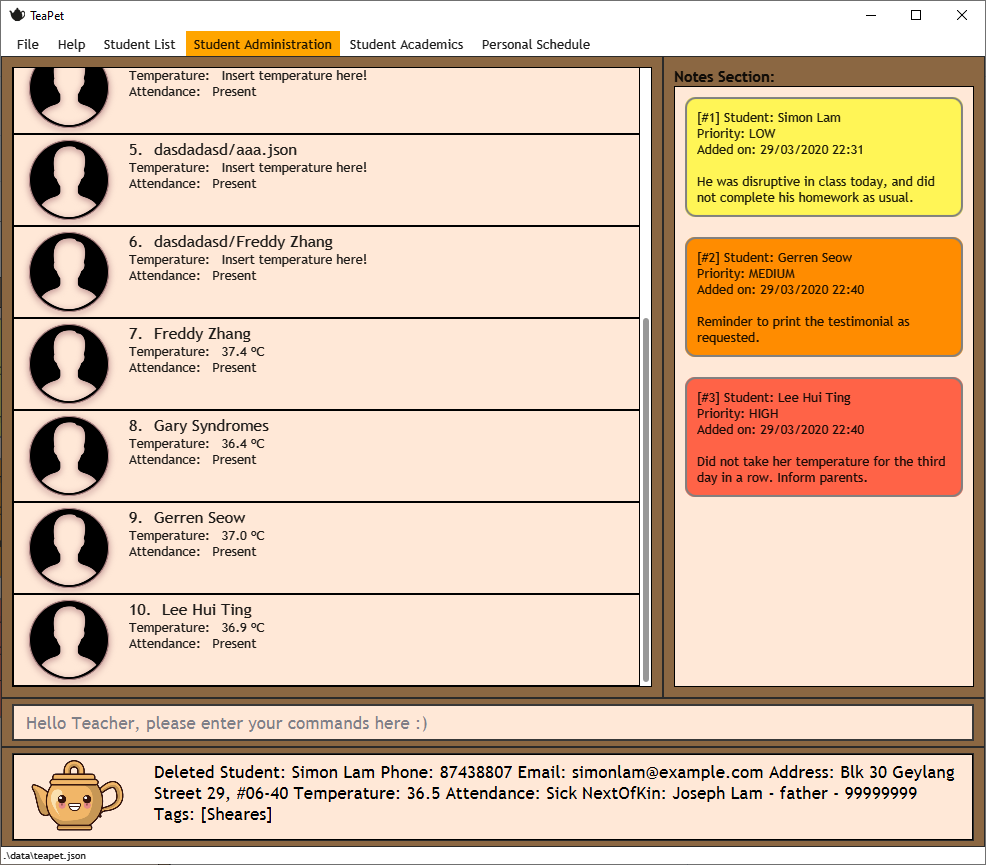 TeaPet
File Help Student List Student Administration Student Academics Personal Schedule
Temperature: Insert temperature here!
Attendance: Present
5. dasdadasd/aaa.json
Temperature: Insert temperature here!
Attendance: Present
6. dasdadasd/Freddy Zhang
Temperature: Insert temperature here!
Attendance: Present
7. Freddy Zhang
Temperature: 37.4 ºC
Attendance: Present
8. Gary Syndromes
Temperature: 36.4 ºC
Attendance: Present
9. Gerren Seow
Temperature: 37.0 ºC
Attendance: Present
10. Lee Hui Ting
Temperature: 36.9 ºC
Attendance: Present
Notes Section:
[#1] Student: Simon Lam
Priority: LOW
Added on: 29/03/2020 22:31
He was disruptive in class today, and did
not complete his homework as usual.
[#2] Student: Gerren Seow
Priority: MEDIUM
Added on: 29/03/2020 22:40
Reminder to print the testimonial as
requested.
[#3] Student: Lee Hui Ting
Priority: HIGH
Added on: 29/03/2020 22:40
Did not take her temperature for the third
day in a row. Inform parents.
Hello Teacher, please enter your commands here :)
Deleted Student: Simon Lam Phone: 87438807 Email: simonlam@example.com Address: Blk 30 Geylang
Street 29, #06-40 Temperature: 36.5 Attendance: Sick NextOfKin: Joseph Lam - father - 99999999
Tags: [Sheares]
.\data\teapet.json